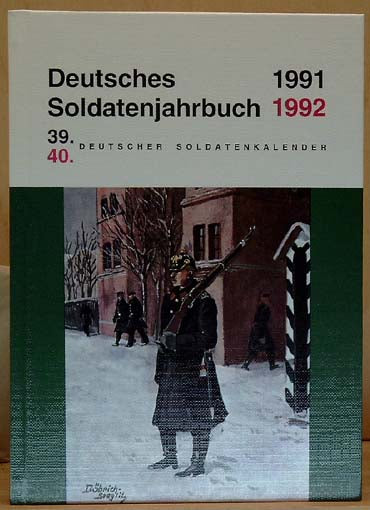 Deutsches 1991
Soldatenjahrbuch 1992
39.
40. DEUTSCHER SOLDATENKALENDER